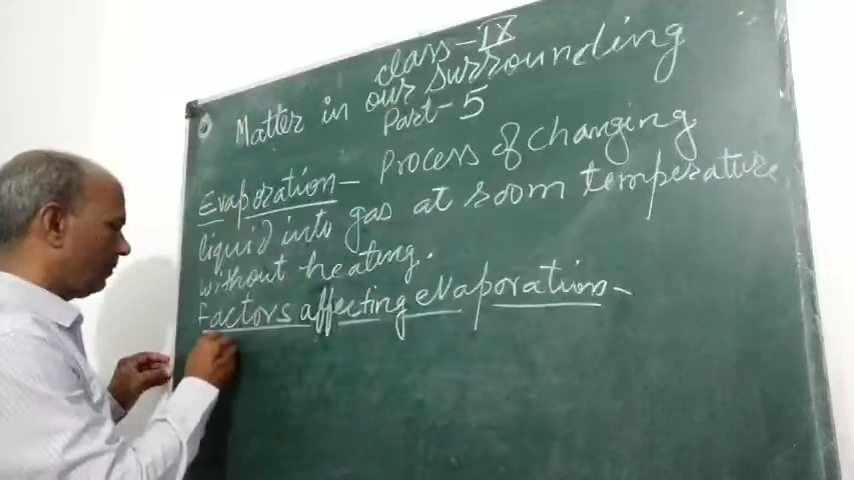 class-IX
Matter in our surrounding
Part-5
Evaporation- Process of changing
liquid into gas at room temperature
without heating.
Factors affecting evaporation-